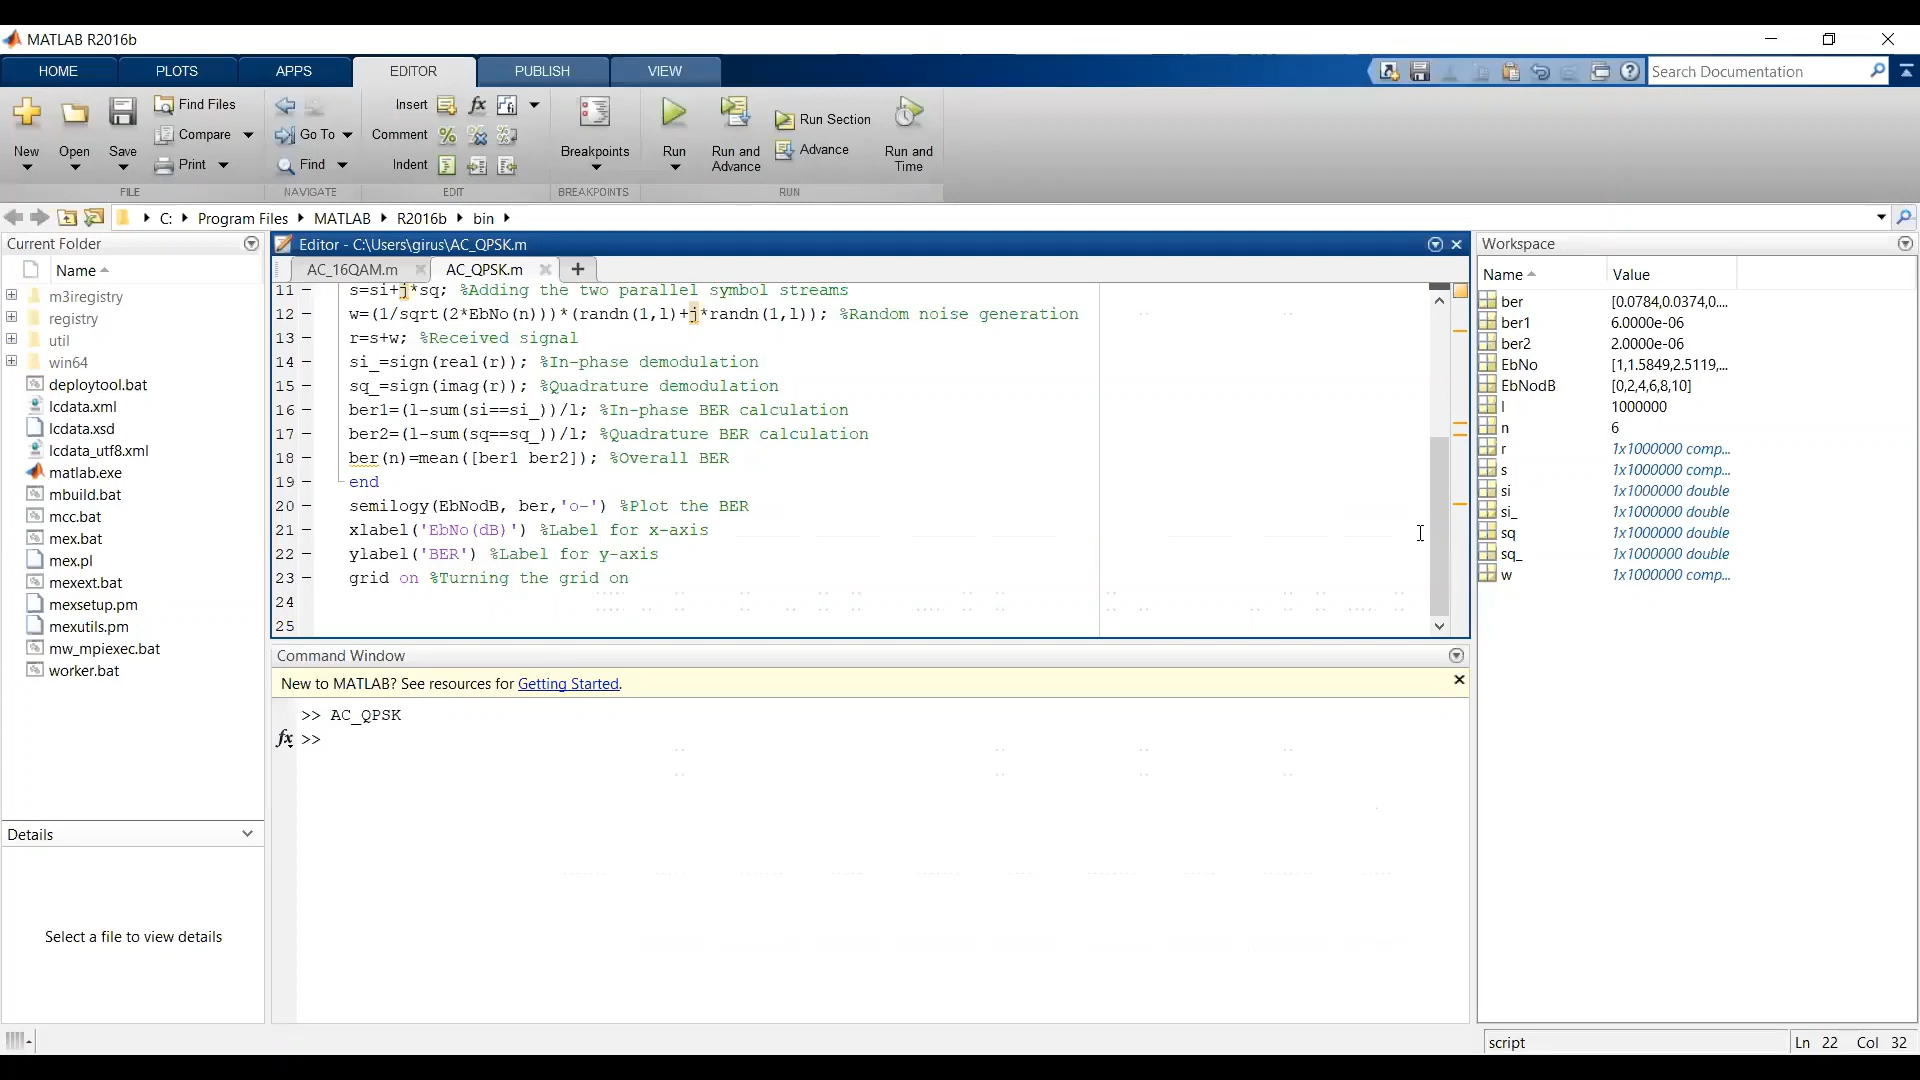 MATLAB R2016b
HOME PLOTS APPS EDITOR PUBLISH VIEW
Search Documentation
New
Open
Save
Find Files
Compare
Print
FILE
Go To
Find
NAVIGATE
Insert fx
Comment
Indent
EDIT
Breakpoints
BREAKPOINTS
Run
Run and
Advance
Run Section
Advance
Run and
Time
RUN
C: Program Files MATLAB R2016b bin
Current Folder
Name
m3iregistry
registry
util
win64
deploytool.bat
lcdata.xml
lcdata.xsd
lcdata_utf8.xml
matlab.exe
mbuild.bat
mcc.bat
mex.bat
mex.pl
mexext.bat
mexsetup.pm
mexutils.pm
mw_mpiexec.bat
worker.bat
Details
Select a file to view details
Editor - C:\Users\girus\AC_QPSK.m
AC_16QAM.m AC_QPSK.m +
11 – s=si+j*sq; %Adding the two parallel symbol streams
12 – w=(1/sqrt(2*EbNo(n)))*(randn(1,l)+j*randn(1,l)); %Random noise generation
13 – r=s+w; %Received signal
14 – si_=sign(real(r)); %In-phase demodulation
15 – sq_=sign(imag(r)); %Quadrature demodulation
16 – ber1=(l-sum(si==si_))/l; %In-phase BER calculation
17 – ber2=(l-sum(sq==sq_))/l; %Quadrature BER calculation
18 – ber(n)=mean([ber1 ber2]); %Overall BER
19 – end
20 – semilogy(EbNodB, ber,'o-') %Plot the BER
21 – xlabel('EbNo(dB)') %Label for x-axis
22 – ylabel('BER') %Label for y-axis
23 – grid on %Turning the grid on
24
25
Command Window
New to MATLAB? See resources for Getting Started.
>> AC_QPSK
fx >>
Workspace
Name Value
ber [0.0784,0.0374,0....
ber1 6.0000e-06
ber2 2.0000e-06
EbNo [1,1.5849,2.5119,...
EbNodB [0,2,4,6,8,10]
l 1000000
n 6
r 1x1000000 comp...
s 1x1000000 comp...
si 1x1000000 double
si_ 1x1000000 double
sq 1x1000000 double
sq_ 1x1000000 double
w 1x1000000 comp...
script Ln 22 Col 32